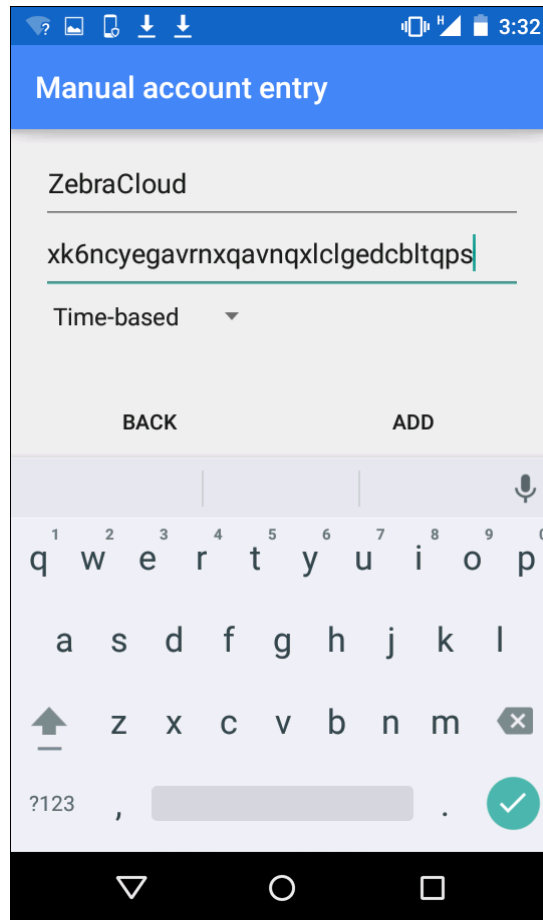 3:32
Manual account entry
ZebraCloud
xk6ncyegavrnxqavnqxlclgedcbltqps
Time-based
BACK ADD
1 2 3 4 5 6 7 8 9 0
q w e r t y u i o p
a s d f g h j k l
z x c v b n m
?123 , .